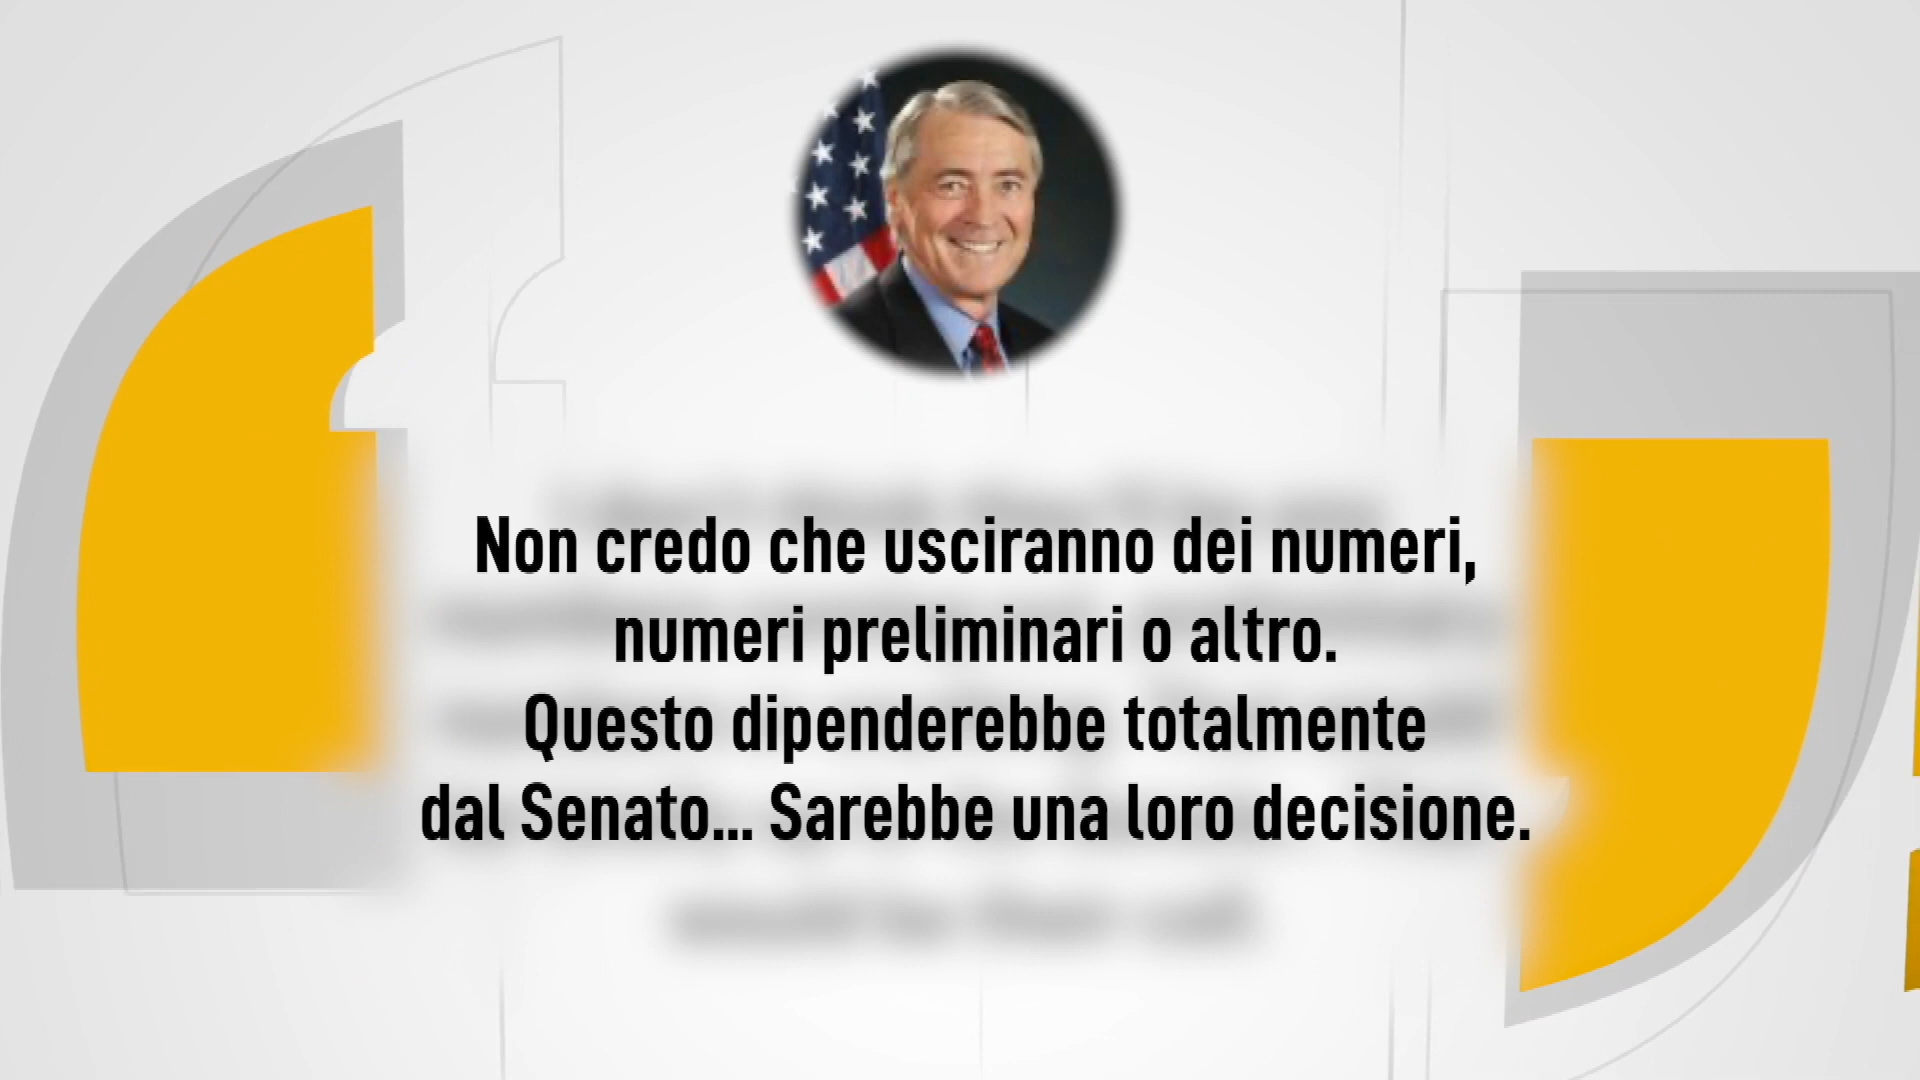 Non credo che usciranno dei numeri,
numeri preliminari o altro.
Questo dipenderebbe totalmente
dal Senato... Sarebbe una loro decisione.